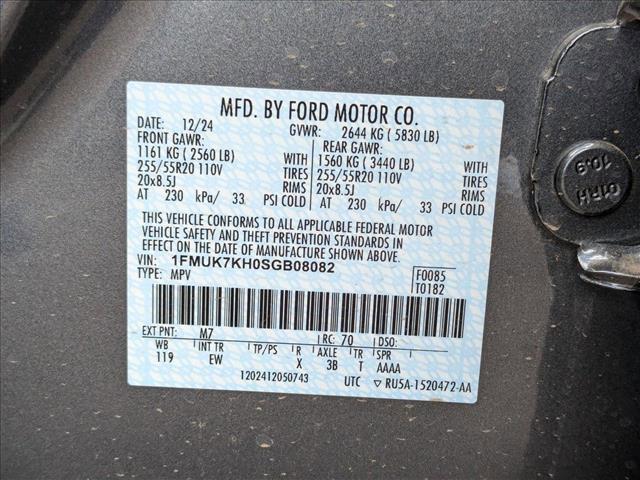 MFD. BY FORD MOTOR CO.
DATE: 12/24 GVWR: 2644 KG ( 5830 LB)
FRONT GAWR: REAR GAWR:
1161 KG ( 2560 LB) WITH 1560 KG ( 3440 LB) WITH
255/55R20 110V TIRES 255/55R20 110V TIRES
20x8.5J RIMS 20x8.5J RIMS
AT 230 kPa/ 33 PSI COLD AT 230 kPa/ 33 PSI COLD
THIS VEHICLE CONFORMS TO ALL APPLICABLE FEDERAL MOTOR
VEHICLE SAFETY AND THEFT PREVENTION STANDARDS IN
EFFECT ON THE DATE OF MANUFACTURE SHOWN ABOVE.
VIN: 1FMUK7KH0SGB08082
TYPE: MPV
F0085
T0182
EXT PNT: M7 RC: 70 DSO:
WB INT TR TP/PS R AXLE TR SPR
119 EW X 3B T AAAA
1202412050743 UTC ▽ RU5A-1520472-AA
01RH
10.9